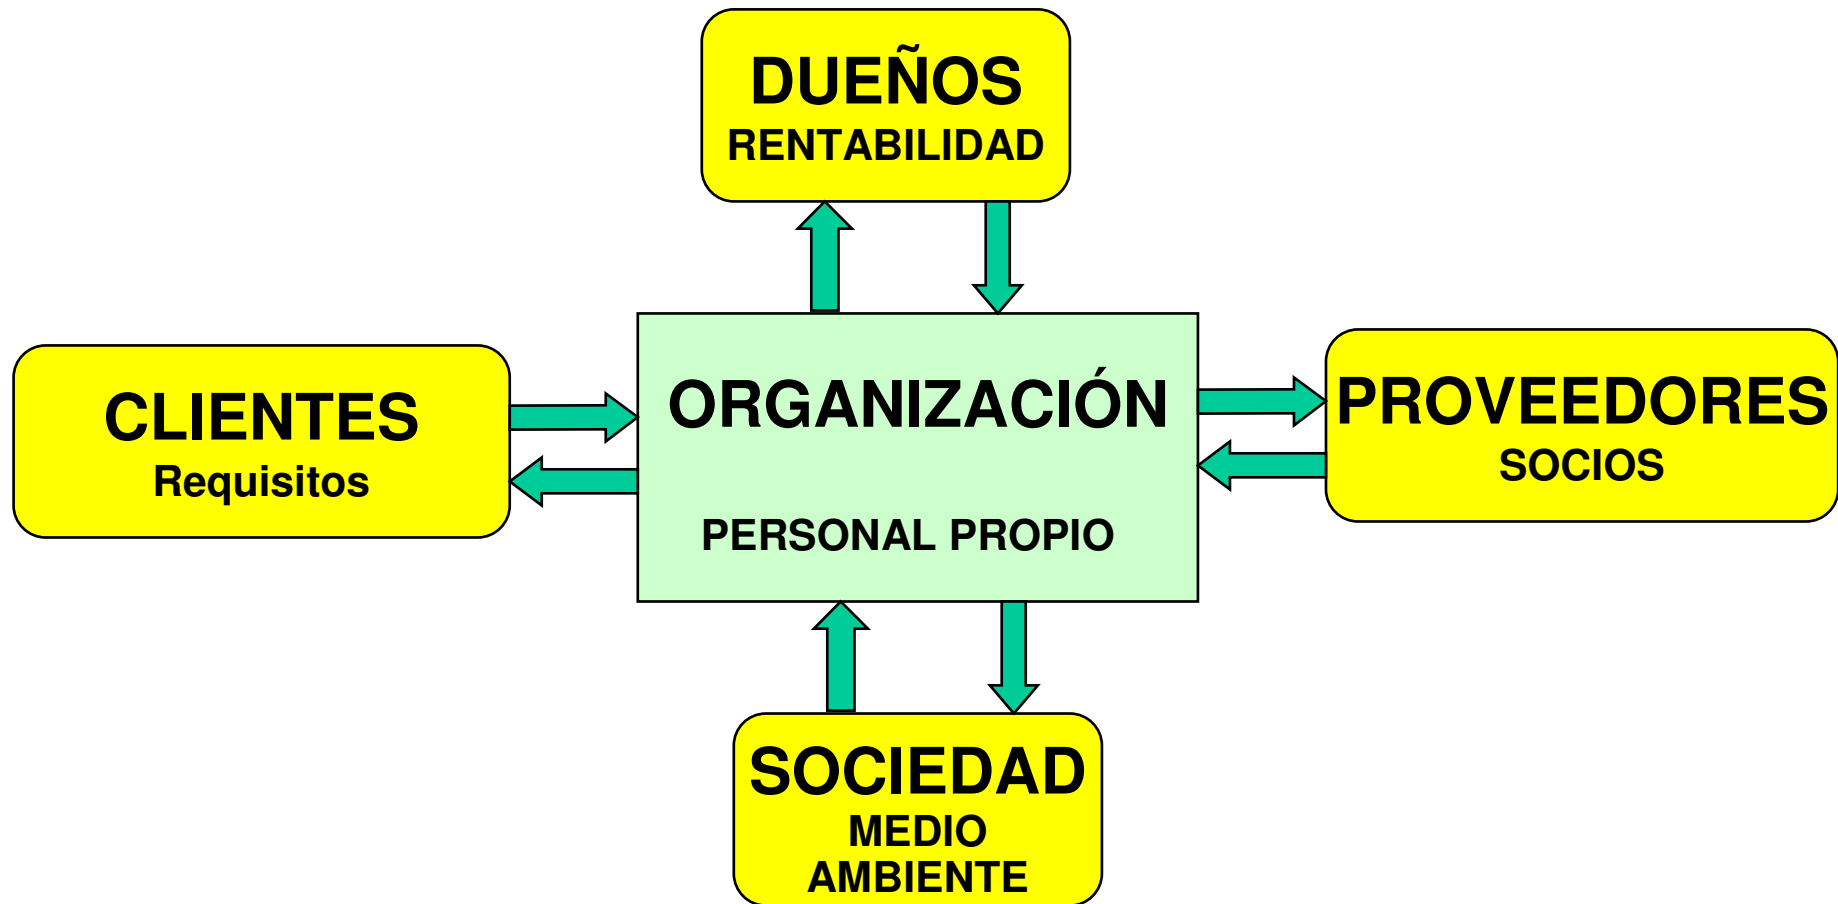 DUEÑOS
RENTABILIDAD
CLIENTES
Requisitos
ORGANIZACIÓN
PERSONAL PROPIO
PROVEEDORES
SOCIOS
SOCIEDAD
MEDIO
AMBIENTE